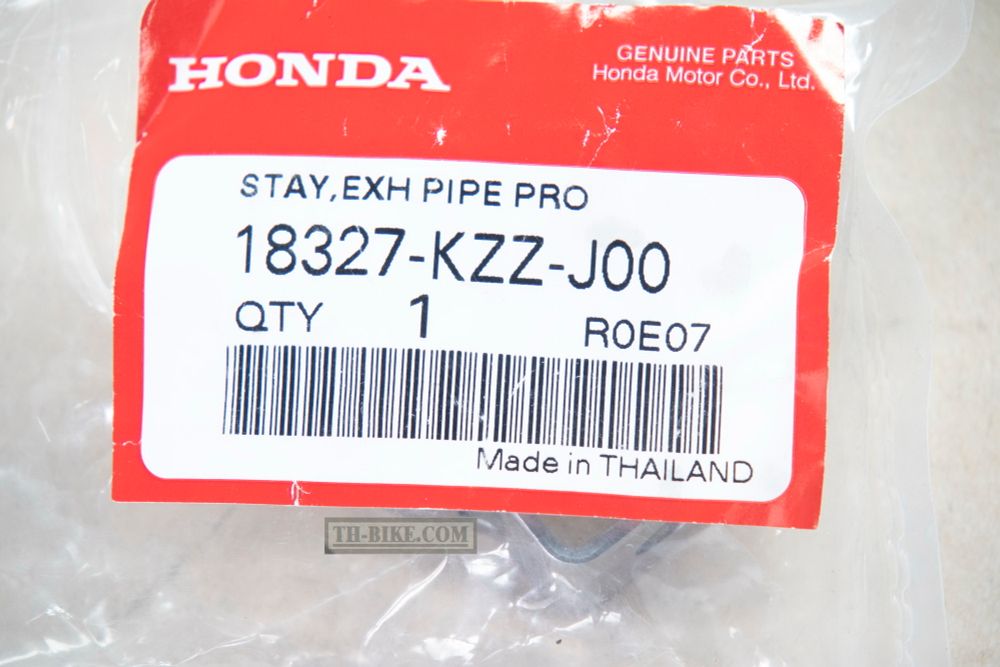 HONDA
GENUINE PARTS
Honda Motor Co., Ltd.
STAY,EXH PIPE PRO
18327-KZZ-J00
QTY 1 R0E07
Made in THAILAND
TH-BIKE.COM